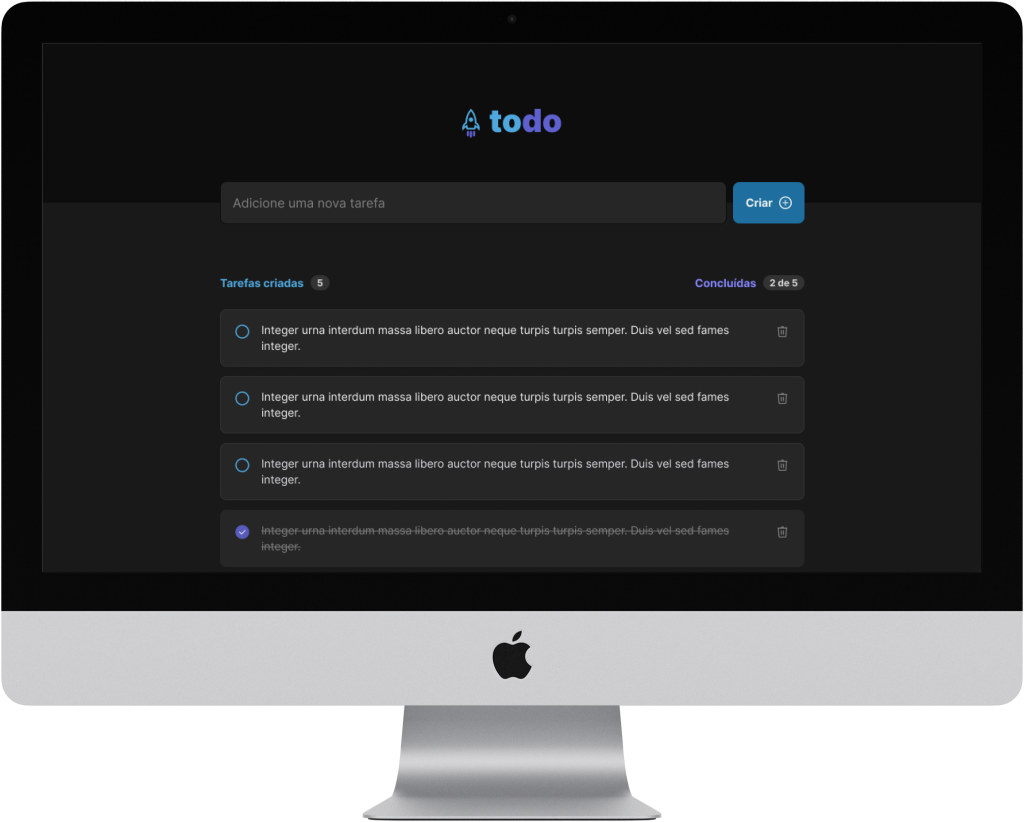 todo
Adicione uma nova tarefa
Criar
Tarefas criadas 5
Concluídas 2 de 5
Integer urna interdum massa libero auctor neque turpis turpis semper. Duis vel sed fames
integer.
Integer urna interdum massa libero auctor neque turpis turpis semper. Duis vel sed fames
integer.
Integer urna interdum massa libero auctor neque turpis turpis semper. Duis vel sed fames
integer.
Integer urna interdum massa libero auctor neque turpis turpis semper. Duis vel sed fames
integer.